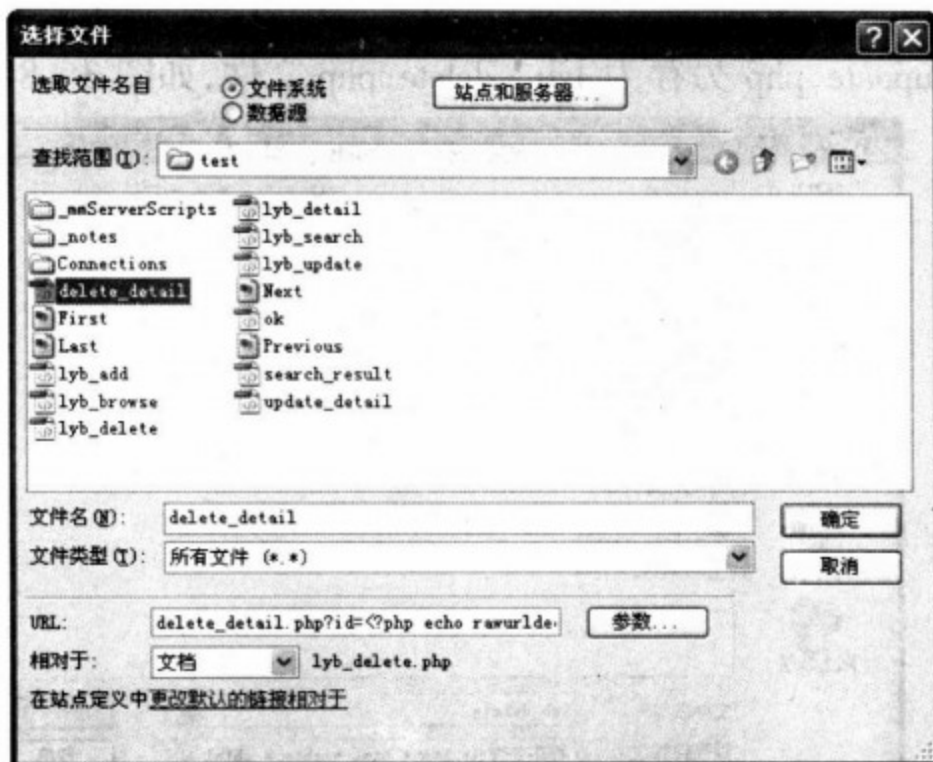 选择文件
选取文件名自
文件系统
站点和服务器...
数据源
查找范围(I):
test
_mmServerScripts
_notes
Connections
delete_detail
First
Last
lyb_add
lyb_browse
lyb_delete
lyb_detail
lyb_search
lyb_update
Next
ok
Previous
search_result
update_detail
文件名(N):
delete_detail
确定
文件类型(T):
所有文件 (*.*)
取消
URL:
delete_detail.php?id=<?php echo rawurlde
参数...
相对于:
文档
lyb_delete.php
在站点定义中更改默认的链接相对于